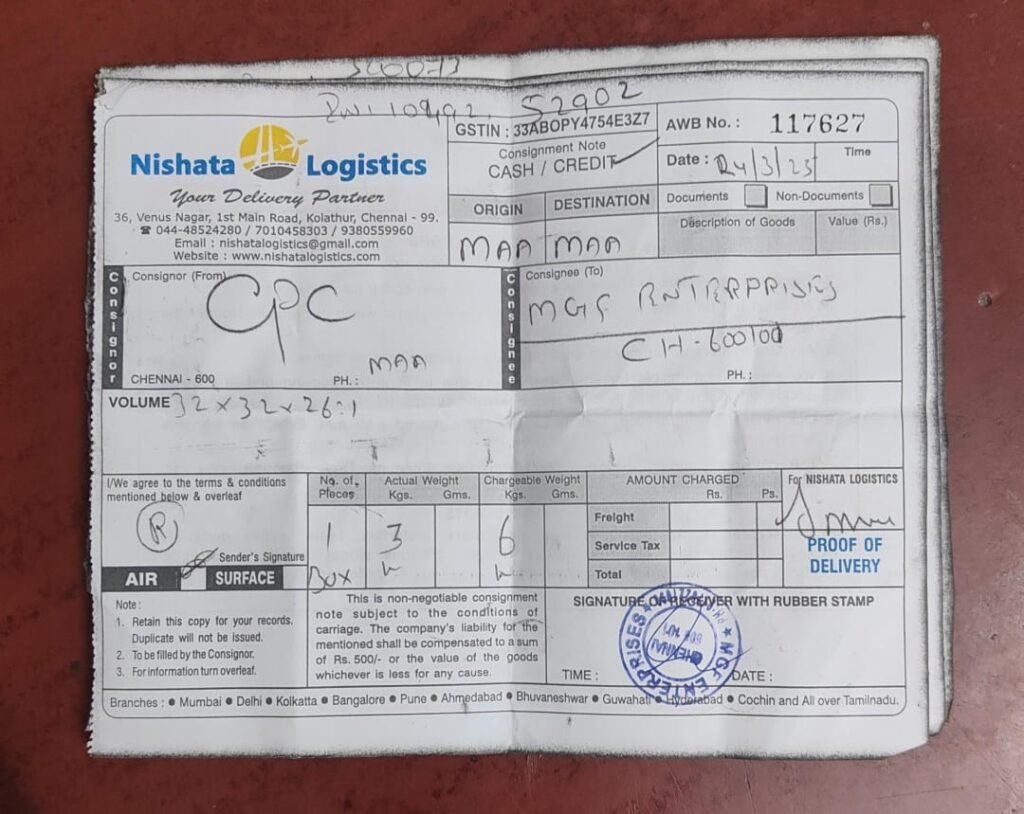 520073
52902
Nishata Logistics
Your Delivery Partner
36, Venus Nagar, 1st Main Road, Kolathur, Chennai - 99.
☎ 044-48524280 / 7010458303 / 9380559960
Email : nishatalogistics@gmail.com
Website : www.nishatalogistics.com
GSTIN : 33ABOPY4754E3Z7
Consignment Note
CASH / CREDIT
ORIGIN DESTINATION
MAA MAA
AWB No. : 117627
Date : 24/3/25 Time
Documents Non-Documents
Description of Goods Value (Rs.)
Consignor
Consignor (From)
CPC
MAA
CHENNAI - 600 PH. :
Consignee
Consignee (To)
MGF ENTERPRISES
CH-600100
PH. :
VOLUME 32 x 32 x 26:1
I/We agree to the terms & conditions
mentioned below & overleaf
R
Sender's Signature
AIR SURFACE
No. of Pieces
Actual Weight
Kgs. Gms.
Chargeable Weight
Kgs. Gms.
1 3 6
Box
AMOUNT CHARGED
Rs. Ps.
Freight
Service Tax
Total
For NISHATA LOGISTICS
PROOF OF
DELIVERY
Note :
1. Retain this copy for your records.
Duplicate will not be issued.
2. To be filled by the Consignor.
3. For information turn overleaf.
This is non-negotiable consignment
note subject to the conditions of
carriage. The company's liability for the
mentioned shall be compensated to a sum
of Rs. 500/- or the value of the goods
whichever is less for any cause.
SIGNATURE OF RECEIVER WITH RUBBER STAMP
MGF ENTERPRISES
CHENNAI
TIME : DATE :
Branches : ● Mumbai ● Delhi ● Kolkatta ● Bangalore ● Pune ● Ahmedabad ● Bhuvaneshwar ● Guwahati ● Hyderabad ● Cochin and All over Tamilnadu.